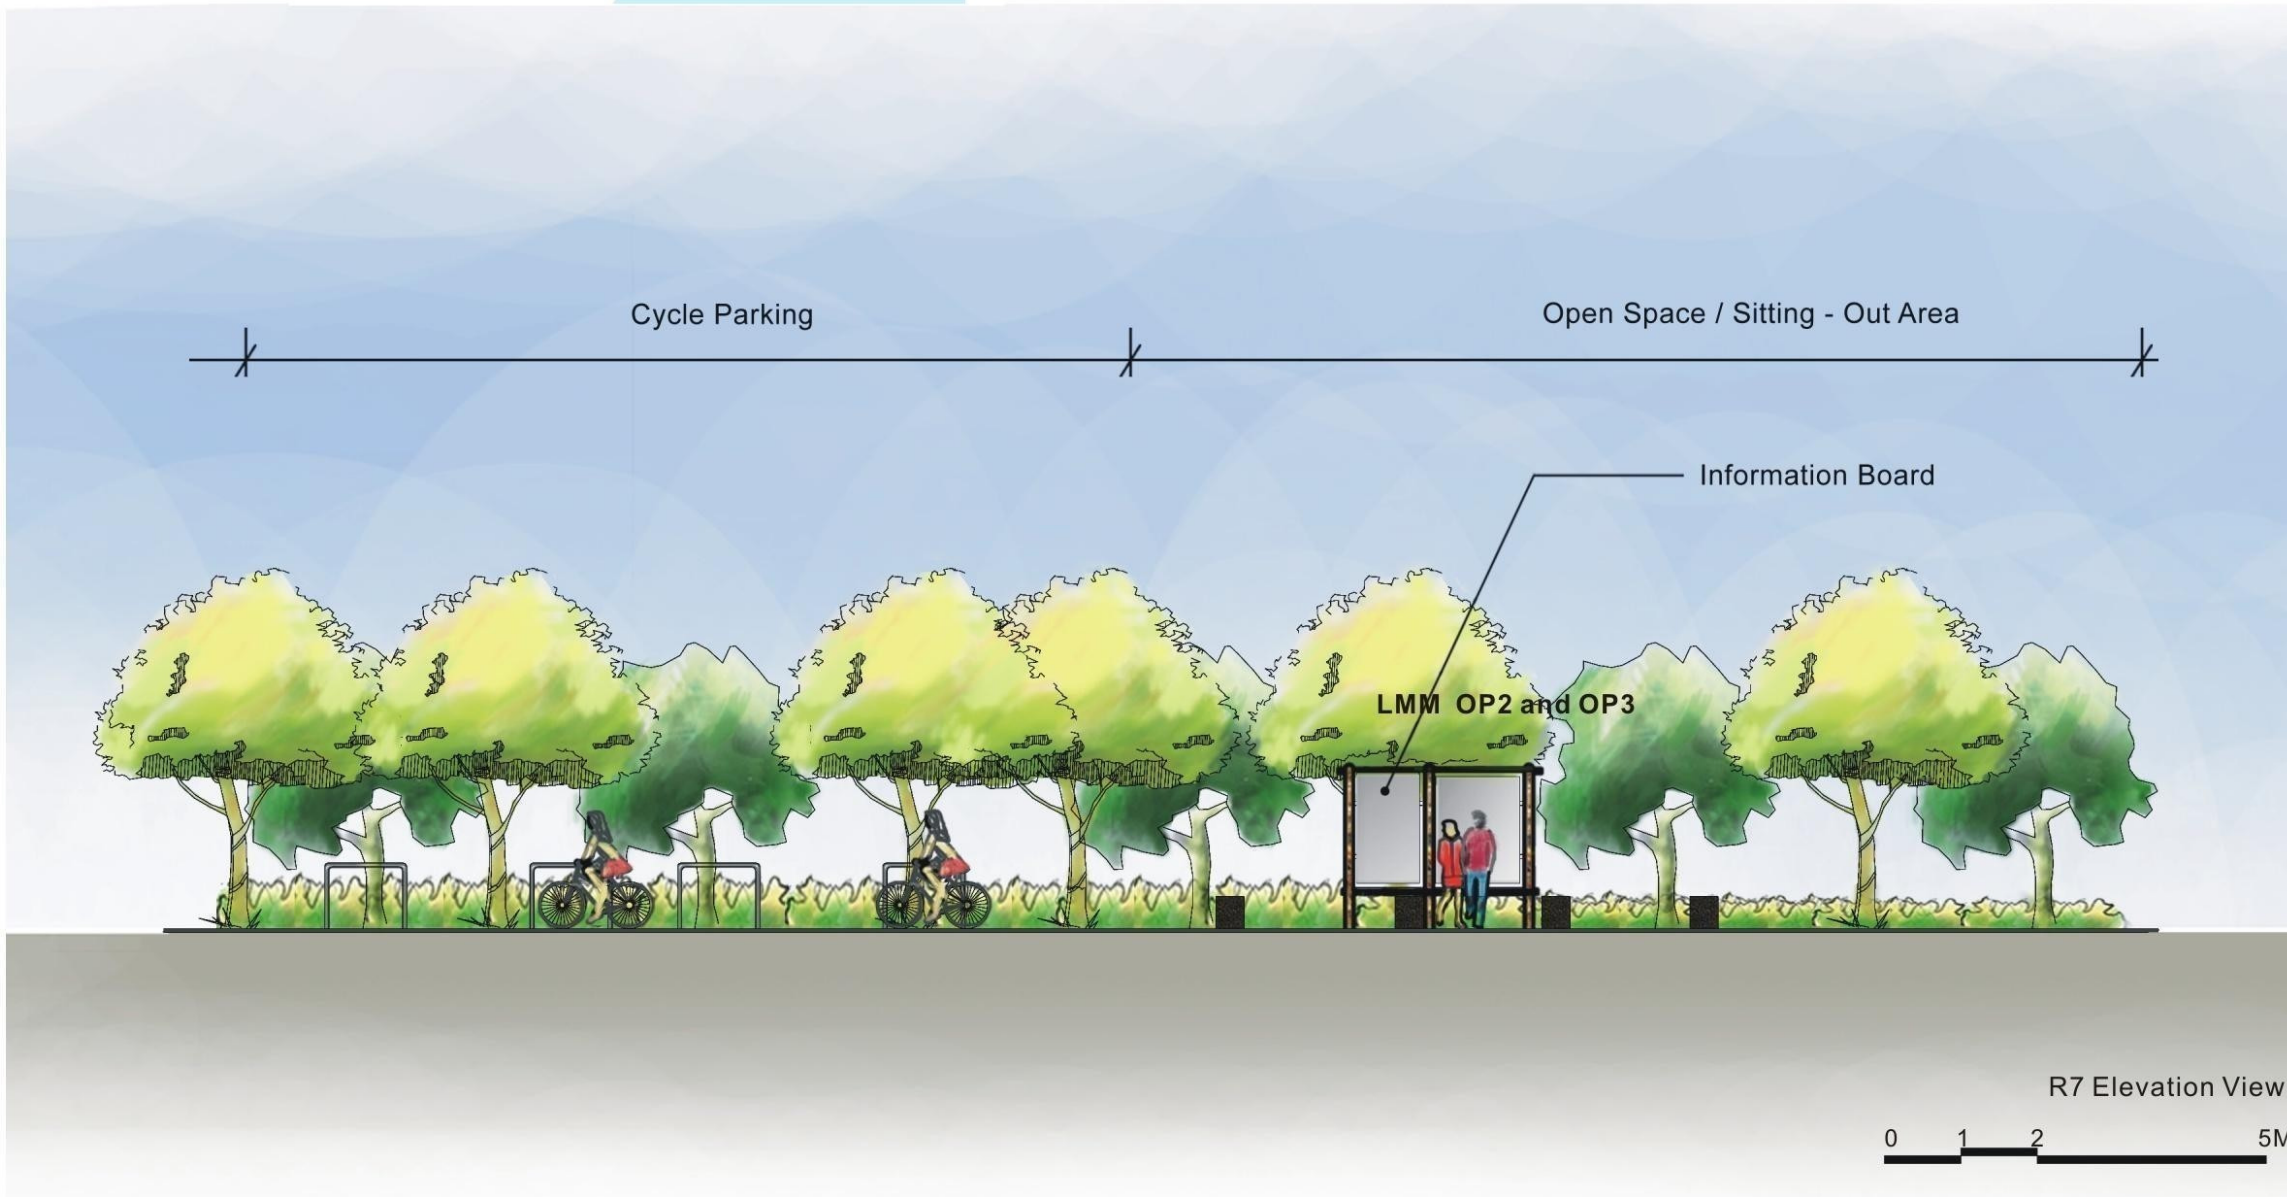 Cycle Parking
Open Space / Sitting - Out Area
Information Board
LMM OP2 and OP3
R7 Elevation View
0 1 2 5M